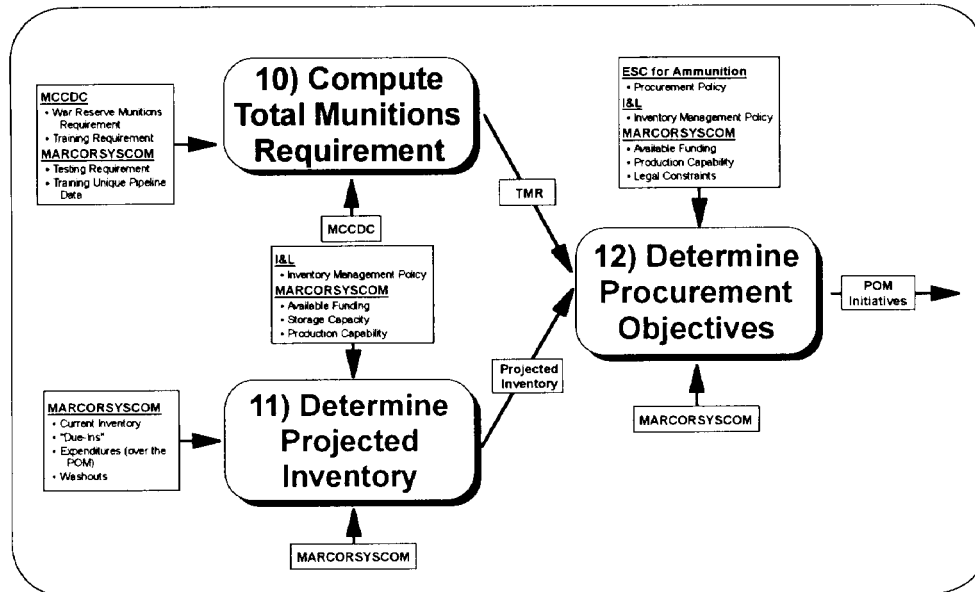 10) Compute
Total Munitions
Requirement
MCCDC
• War Reserve Munitions
Requirement
• Training Requirement
MARCORSYSCOM
• Testing Requirement
• Training Unique Pipeline
Data
MCCDC
TMR
ESC for Ammunition
• Procurement Policy
I&L
• Inventory Management Policy
MARCORSYSCOM
• Available Funding
• Production Capability
• Legal Constraints
I&L
• Inventory Management Policy
MARCORSYSCOM
• Available Funding
• Storage Capacity
• Production Capability
12) Determine
Procurement
Objectives
POM
Initiatives
MARCORSYSCOM
Projected
Inventory
MARCORSYSCOM
• Current Inventory
• "Due-Ins"
• Expenditures (over the
POM)
• Washouts
11) Determine
Projected
Inventory
MARCORSYSCOM